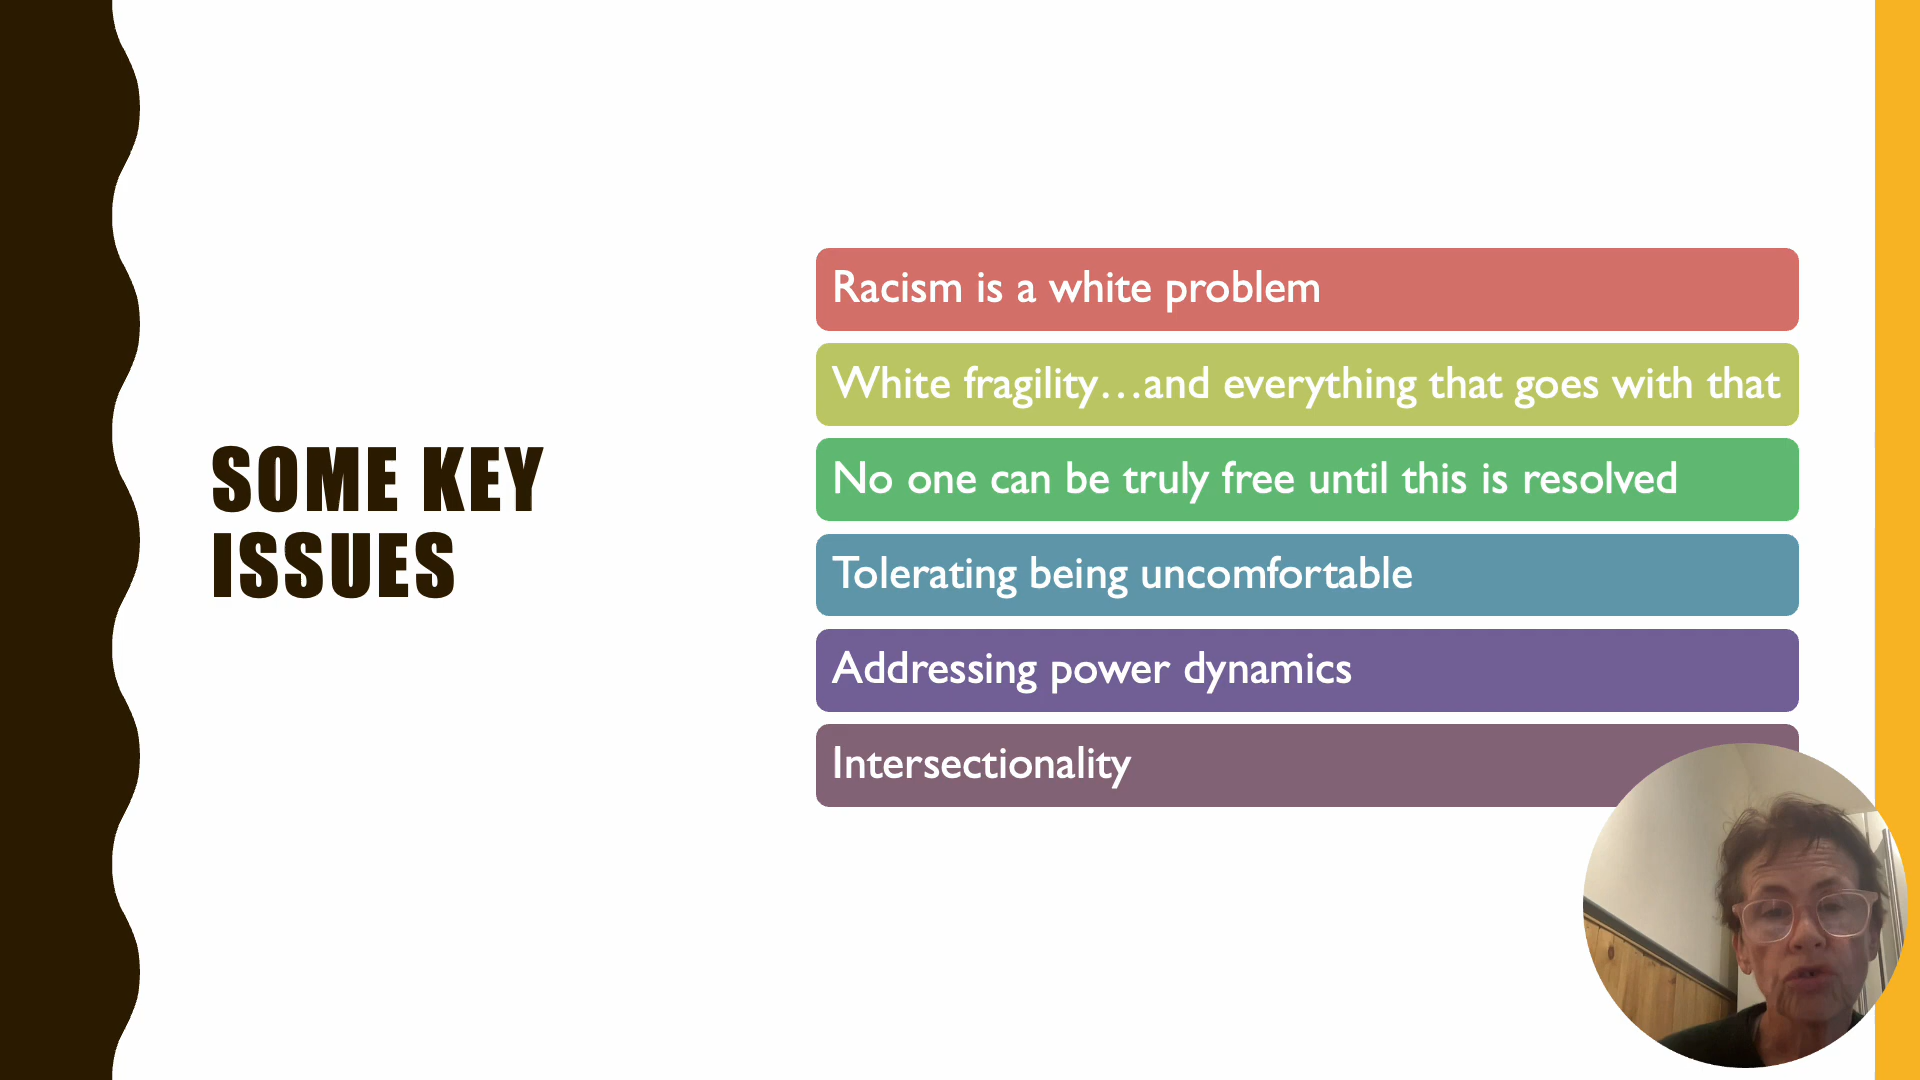 SOME KEY
ISSUES
Racism is a white problem
White fragility…and everything that goes with that
No one can be truly free until this is resolved
Tolerating being uncomfortable
Addressing power dynamics
Intersectionality